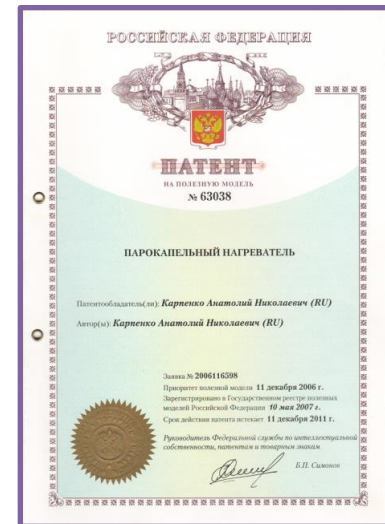 РОССИЙСКАЯ ФЕДЕРАЦИЯ
ПАТЕНТ
НА ПОЛЕЗНУЮ МОДЕЛЬ
№ 63038
ПАРОКАПЕЛЬНЫЙ НАГРЕВАТЕЛЬ
Патентообладатель(ли): Карпенко Анатолий Николаевич (RU)
Автор(ы): Карпенко Анатолий Николаевич (RU)
Заявка № 2006116598
Приоритет полезной модели 11 декабря 2006 г.
Зарегистрировано в Государственном реестре полезных
моделей Российской Федерации 10 мая 2007 г.
Срок действия патента истекает 11 декабря 2011 г.
Руководитель Федеральной службы по интеллектуальной
собственности, патентам и товарным знакам
Б.П. Симонов